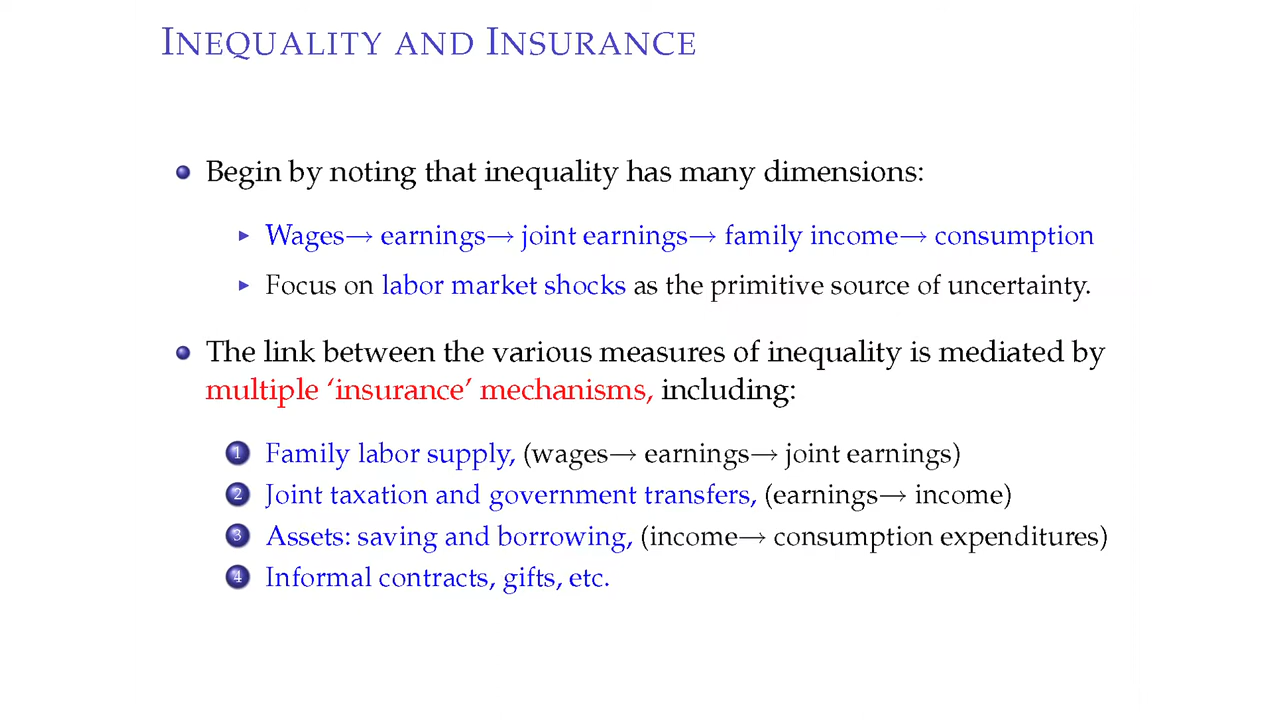 INEQUALITY AND INSURANCE
Begin by noting that inequality has many dimensions:
Wages→ earnings→ joint earnings→ family income→ consumption
Focus on labor market shocks as the primitive source of uncertainty.
The link between the various measures of inequality is mediated by
multiple ‘insurance’ mechanisms, including:
1 Family labor supply, (wages→ earnings→ joint earnings)
2 Joint taxation and government transfers, (earnings→ income)
3 Assets: saving and borrowing, (income→ consumption expenditures)
4 Informal contracts, gifts, etc.